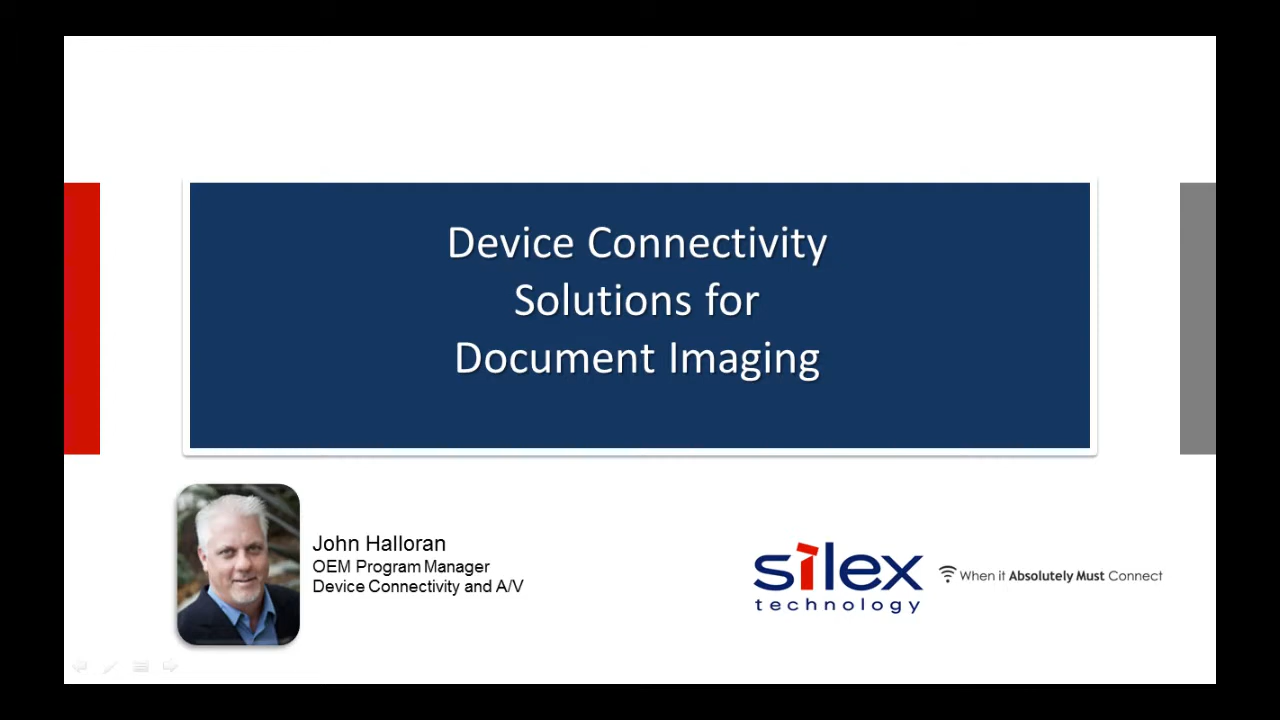 Device Connectivity
Solutions for
Document Imaging
John Halloran
OEM Program Manager
Device Connectivity and A/V
silex
technology
When it Absolutely Must Connect